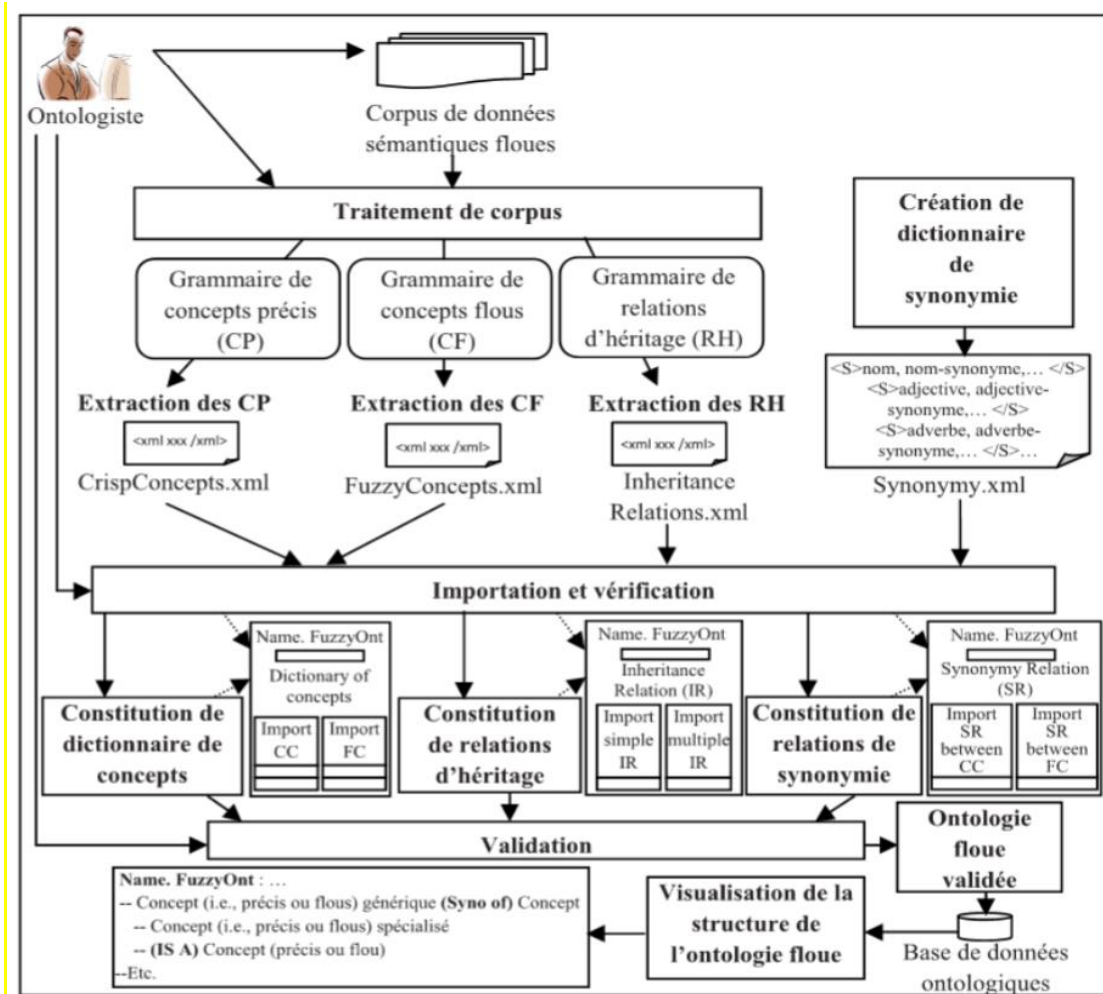 Ontologiste
Corpus de données
sémantiques floues
Traitement de corpus
Grammaire de
concepts précis
(CP)
Grammaire de
concepts flous
(CF)
Grammaire de
relations
d'héritage (RH)
Création de
dictionnaire
de
synonymie
<S>nom, nom-synonyme,… </S>
<S>adjective, adjective-
synonyme,… </S>
<S>adverbe, adverbe-
synonyme,… </S>…
Synonymy.xml
Extraction des CP
<xml xxx /xml>
CrispConcepts.xml
Extraction des CF
<xml xxx /xml>
FuzzyConcepts.xml
Extraction des RH
<xml xxx /xml>
Inheritance
Relations.xml
Importation et vérification
Constitution de
dictionnaire de
concepts
Name. FuzzyOnt
Dictionary of
concepts
Import
CC
Import
FC
Constitution
de relations
d'héritage
Name. FuzzyOnt
Inheritance
Relation (IR)
Import
simple
IR
Import
multiple
IR
Constitution de
relations de
synonymie
Name. FuzzyOnt
Synonymy Relation
(SR)
Import
SR
between
CC
Import
SR
between
FC
Validation
Ontologie
floue
validée
Base de données
ontologiques
Visualisation de la
structure de
l'ontologie floue
Name. FuzzyOnt : …
-- Concept (i.e., précis ou flous) générique (Syno of) Concept
-- Concept (i.e., précis ou flous) spécialisé
-- (IS A) Concept (précis ou flou)
--Etc.